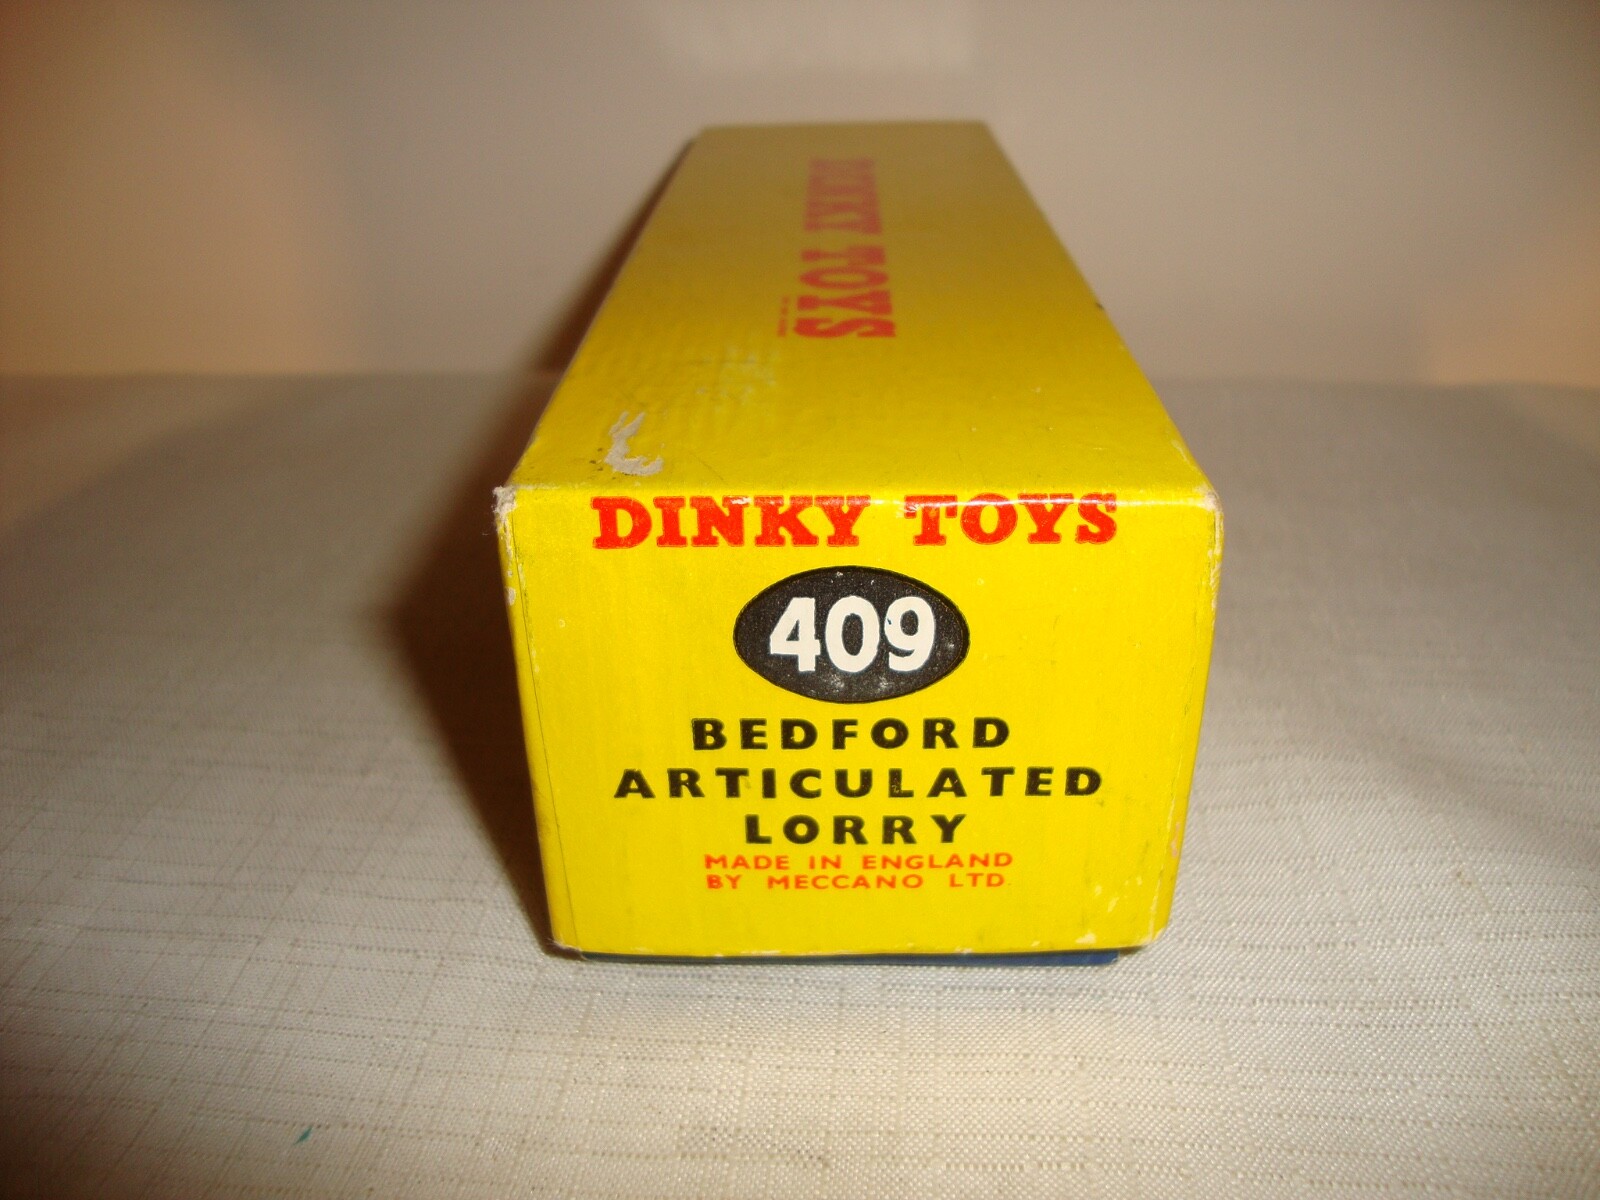 DINKY TOYS
DINKY TOYS
409
BEDFORD
ARTICULATED
LORRY
MADE IN ENGLAND
BY MECCANO LTD